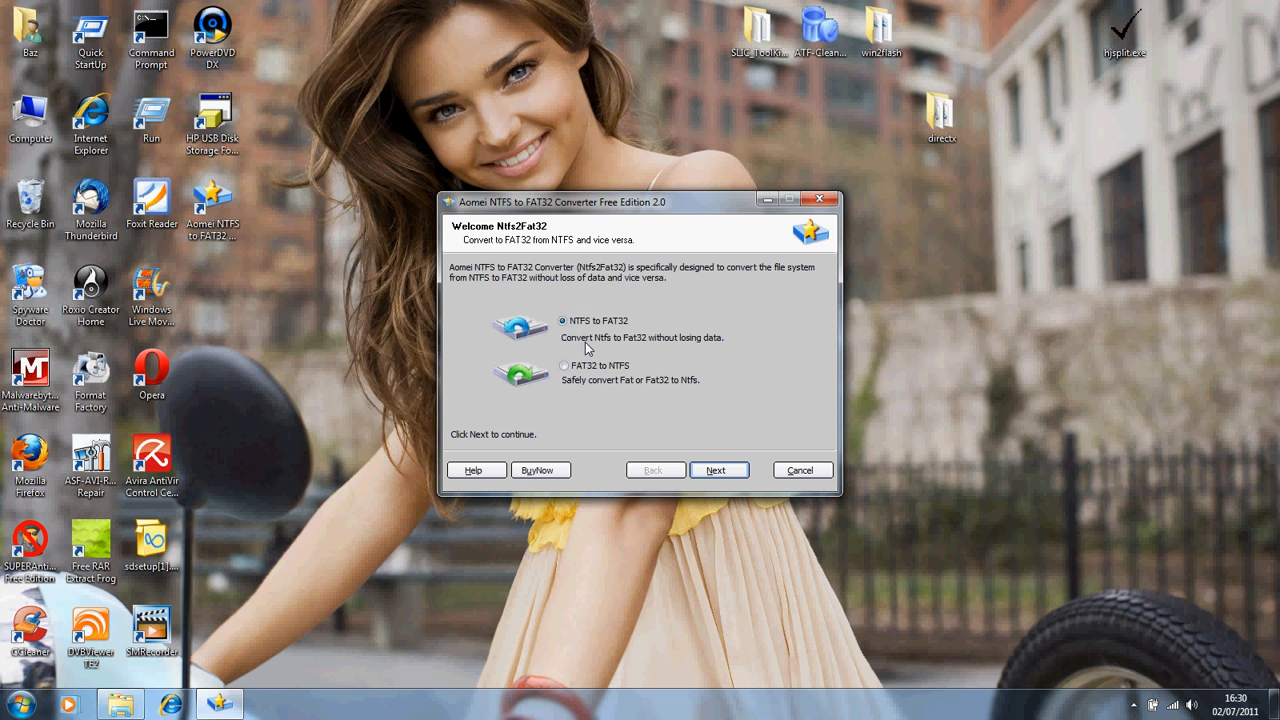 Baz
Quick
StartUp
Command
Prompt
PowerDVD
DX
SLIC_ToolKi...
ATF-Clean...
win2flash
hjsplit.exe
Computer
Internet
Explorer
Run
HP USB Disk
Storage Fo...
directx
Recycle Bin
Mozilla
Thunderbird
Foxit Reader
Aomei NTFS
to FAT32 ...
Spyware
Doctor
Roxio Creator
Home
Windows
Live Mov...
Malwarebyt...
Anti-Malware
Format
Factory
Opera
Mozilla
Firefox
ASF-AVI-R...
Repair
Avira AntiVir
Control Ce...
SUPERAnti...
Free Edition
Free RAR
Extract Frog
sdsetup[1]....
CCleaner
DVBViewer
TE2
SMRecorder
Aomei NTFS to FAT32 Converter Free Edition 2.0
Welcome Ntfs2Fat32
Convert to FAT32 from NTFS and vice versa.
Aomei NTFS to FAT32 Converter (Ntfs2Fat32) is specifically designed to convert the file system
from NTFS to FAT32 without loss of data and vice versa.
NTFS to FAT32
Convert Ntfs to Fat32 without losing data.
FAT32 to NTFS
Safely convert Fat or Fat32 to Ntfs.
Click Next to continue.
Help
BuyNow
Back
Next
Cancel
16:30
02/07/2011